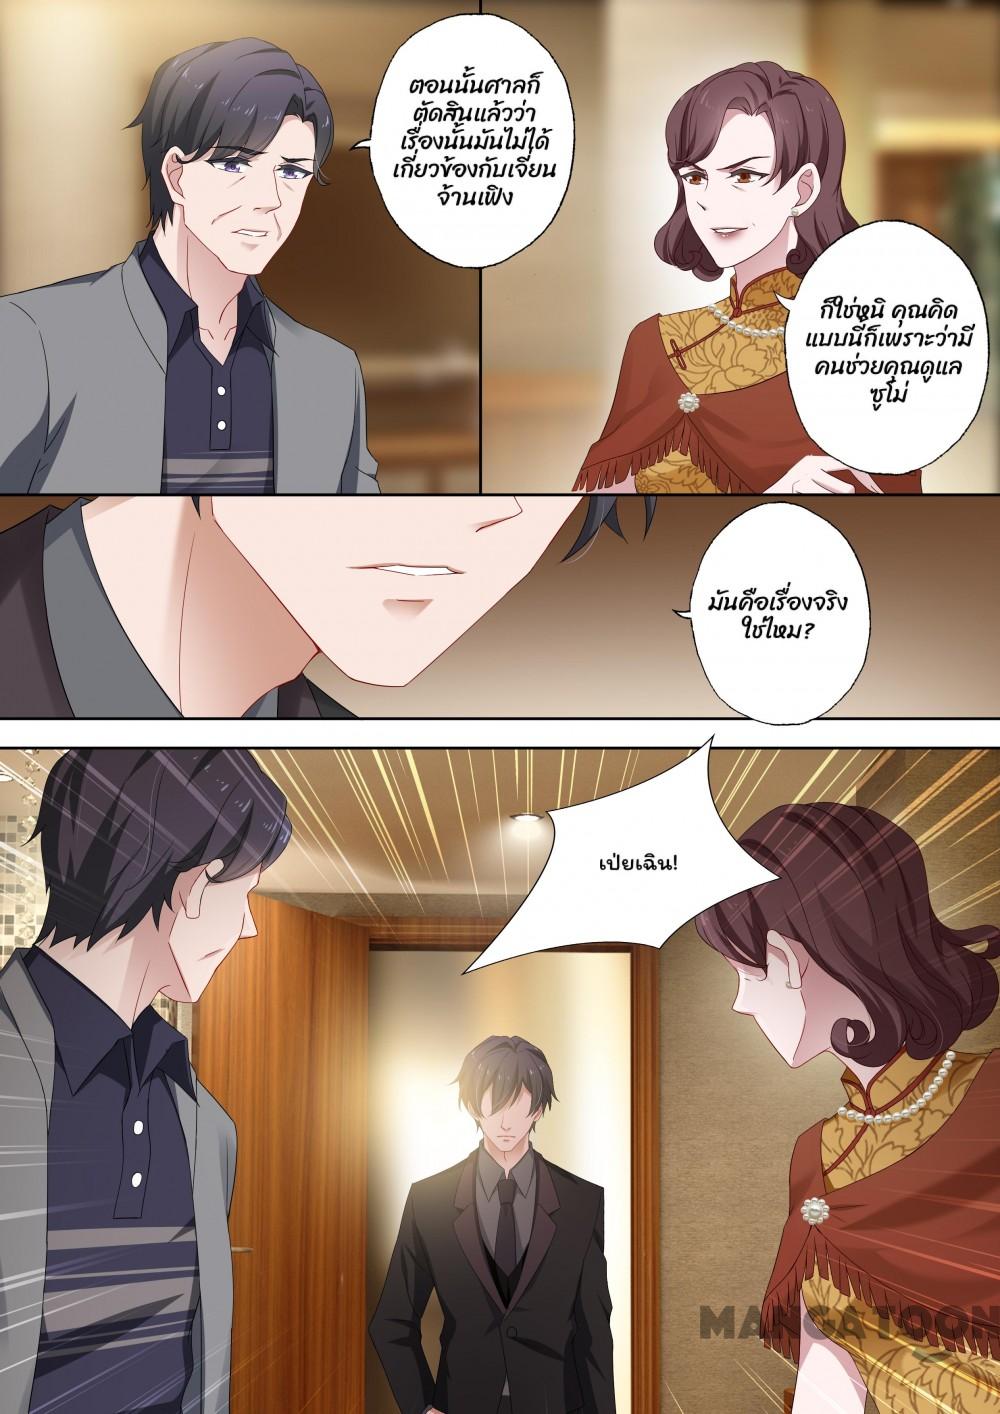 ตอนนั้นศาลก็
ตัดสินแล้วว่า
เรื่องนั้นมันไม่ได้
เกี่ยวข้องกับเจี่ยน
จ้านเฟิง
ก็ใช่หนิ คุณคิด
แบบนี้ก็เพราะว่ามี
คนช่วยคุณดูแล
ซูโม่
มันคือเรื่องจริง
ใช่ไหม?
เป่ยเฉิน!
MANGATOON